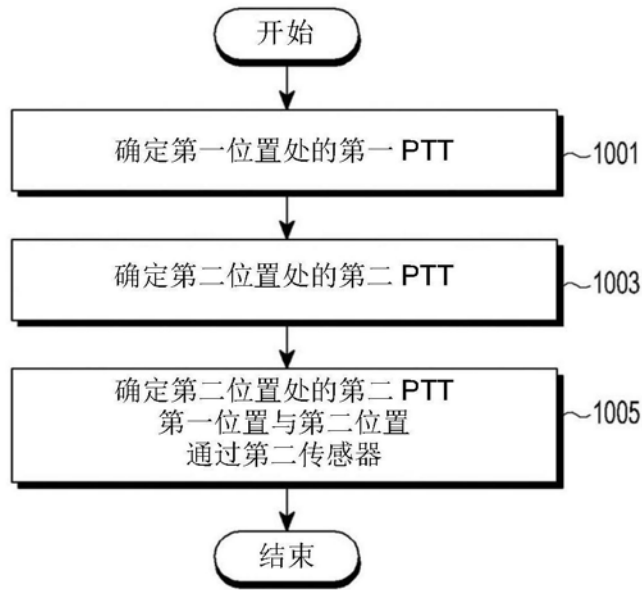 开始
确定第一位置处的第一 PTT
1001
确定第二位置处的第二 PTT
1003
确定第二位置处的第二 PTT
第一位置与第二位置
通过第二传感器
1005
结束